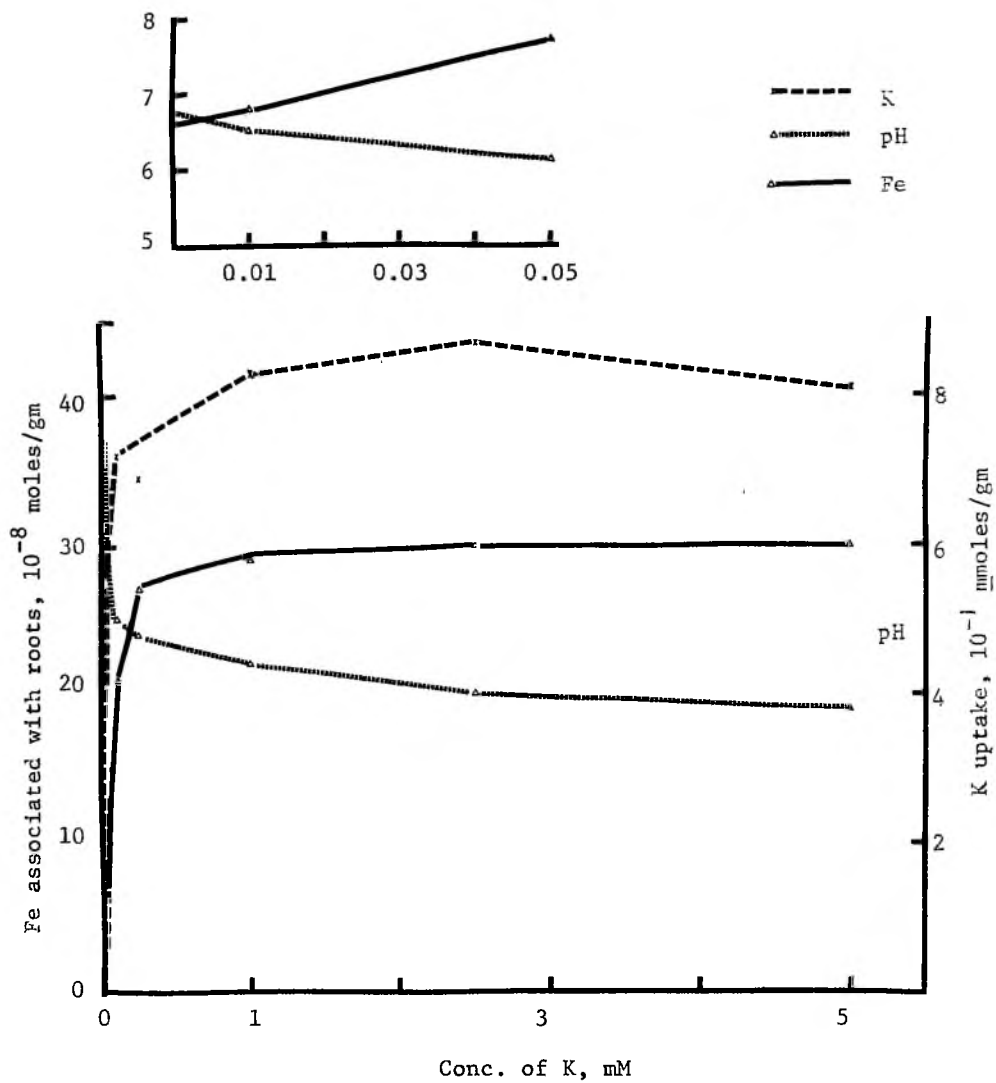 8
7
6
5
0.01
0.03
0.05
K
pH
Fe
40
30
20
10
0
Fe associated with roots, 10⁻⁸ moles/gm
8
6
4
2
pH
K uptake, 10⁻¹ mmoles/gm
0
1
3
5
Conc. of K, mM